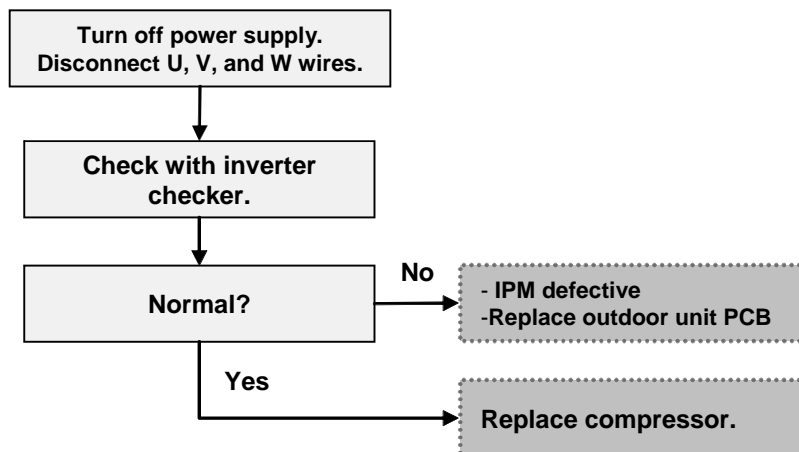 Turn off power supply.
Disconnect U, V, and W wires.
Check with inverter
checker.
Normal?
No
- IPM defective
-Replace outdoor unit PCB
Yes
Replace compressor.